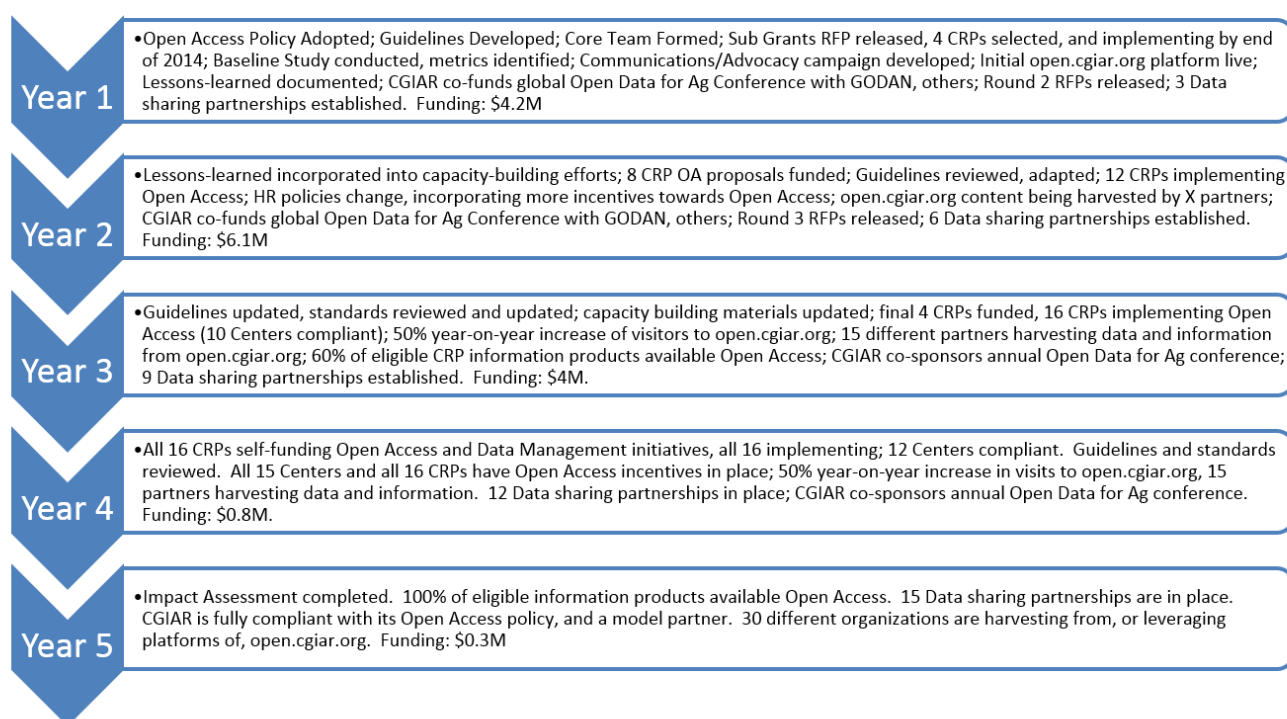 Year 1
•Open Access Policy Adopted; Guidelines Developed; Core Team Formed; Sub Grants RFP released, 4 CRPs selected, and implementing by end
of 2014; Baseline Study conducted, metrics identified; Communications/Advocacy campaign developed; Initial open.cgiar.org platform live;
Lessons-learned documented; CGIAR co-funds global Open Data for Ag Conference with GODAN, others; Round 2 RFPs released; 3 Data
sharing partnerships established.  Funding: $4.2M
Year 2
•Lessons-learned incorporated into capacity-building efforts; 8 CRP OA proposals funded; Guidelines reviewed, adapted; 12 CRPs implementing
Open Access; HR policies change, incorporating more incentives towards Open Access; open.cgiar.org content being harvested by X partners;
CGIAR co-funds global Open Data for Ag Conference with GODAN, others; Round 3 RFPs released; 6 Data sharing partnerships established.
Funding: $6.1M
Year 3
•Guidelines updated, standards reviewed and updated; capacity building materials updated; final 4 CRPs funded, 16 CRPs implementing Open
Access (10 Centers compliant); 50% year-on-year increase of visitors to open.cgiar.org; 15 different partners harvesting data and information
from open.cgiar.org; 60% of eligible CRP information products available Open Access; CGIAR co-sponsors annual Open Data for Ag conference;
9 Data sharing partnerships established.  Funding: $4M.
Year 4
•All 16 CRPs self-funding Open Access and Data Management initiatives, all 16 implementing; 12 Centers compliant.  Guidelines and standards
reviewed.  All 15 Centers and all 16 CRPs have Open Access incentives in place; 50% year-on-year increase in visits to open.cgiar.org, 15
partners harvesting data and information.  12 Data sharing partnerships in place; CGIAR co-sponsors annual Open Data for Ag conference.
Funding: $0.8M.
Year 5
•Impact Assessment completed.  100% of eligible information products available Open Access.  15 Data sharing partnerships are in place.
CGIAR is fully compliant with its Open Access policy, and a model partner.  30 different organizations are harvesting from, or leveraging
platforms of, open.cgiar.org.  Funding: $0.3M